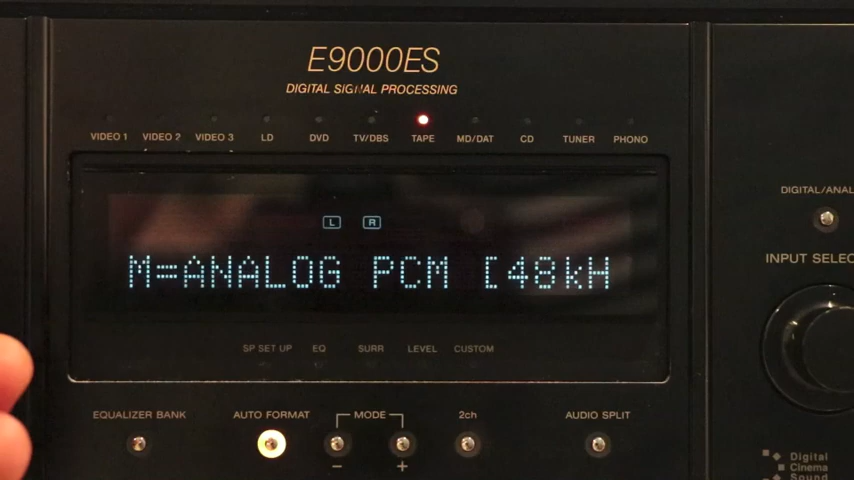 E9000ES
DIGITAL SIGNAL PROCESSING
VIDEO 1 VIDEO 2 VIDEO 3 LD DVD TV/DBS TAPE MD/DAT CD TUNER PHONO
DIGITAL/ANAL
L R
INPUT SELEC
M=ANALOG PCM [48kH
SP SET UP EQ SURR LEVEL CUSTOM
EQUALIZER BANK AUTO FORMAT MODE 2ch AUDIO SPLIT
- +
Digital
Cinema
Sound